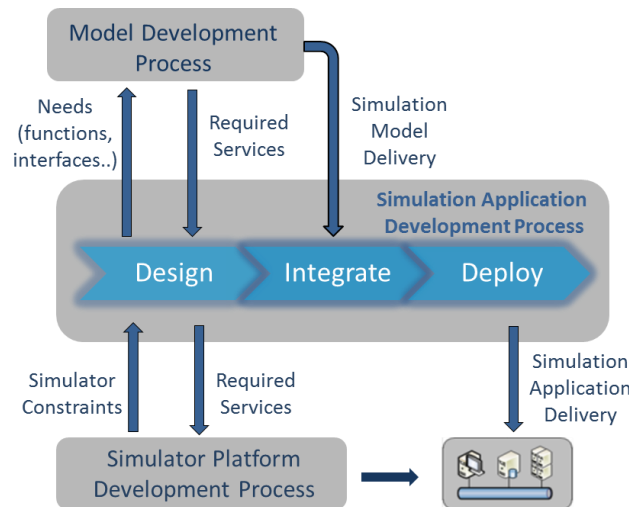 Model Development
Process
Needs
(functions,
interfaces..)
Required
Services
Simulation
Model
Delivery
Simulation Application
Development Process
Design
Integrate
Deploy
Simulator
Constraints
Required
Services
Simulation
Application
Delivery
Simulator Platform
Development Process